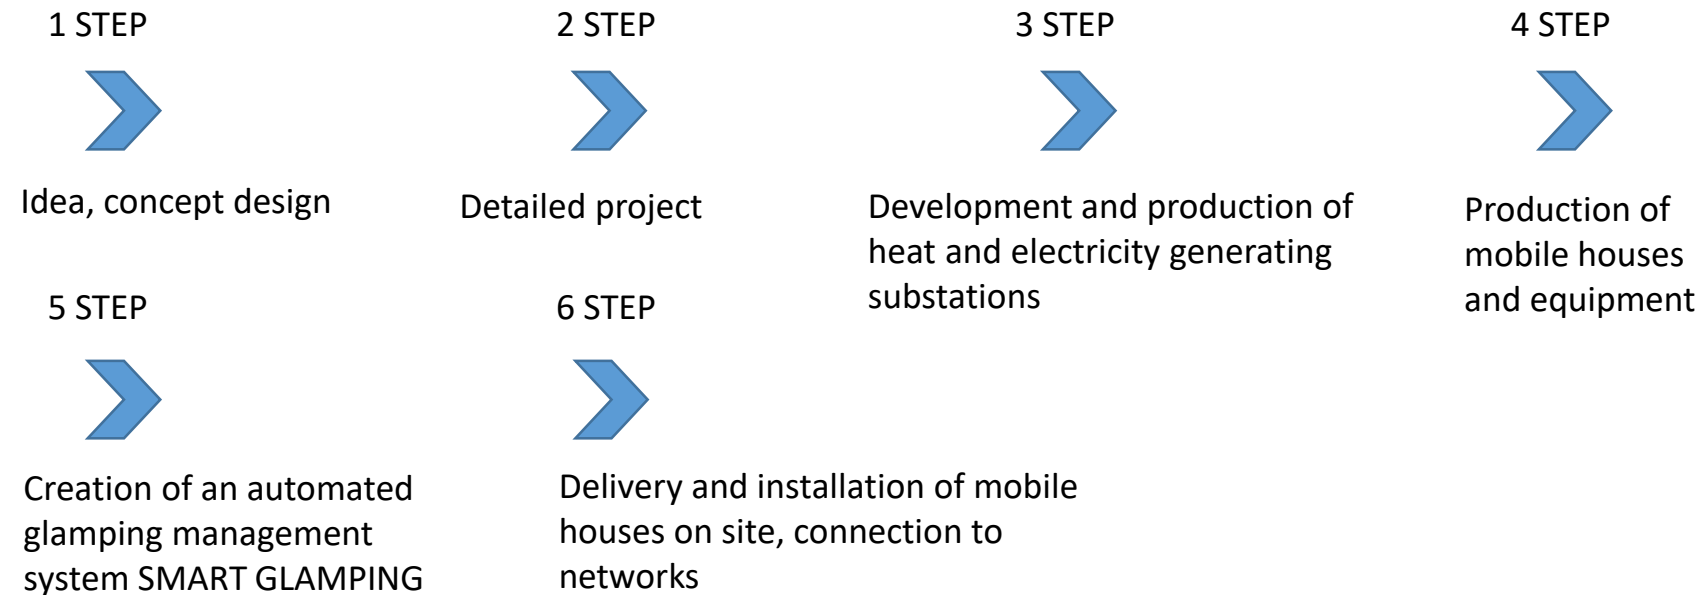 1 STEP
Idea, concept design
2 STEP
Detailed project
3 STEP
Development and production of
heat and electricity generating
substations
4 STEP
Production of
mobile houses
and equipment
5 STEP
Creation of an automated
glamping management
system SMART GLAMPING
6 STEP
Delivery and installation of mobile
houses on site, connection to
networks